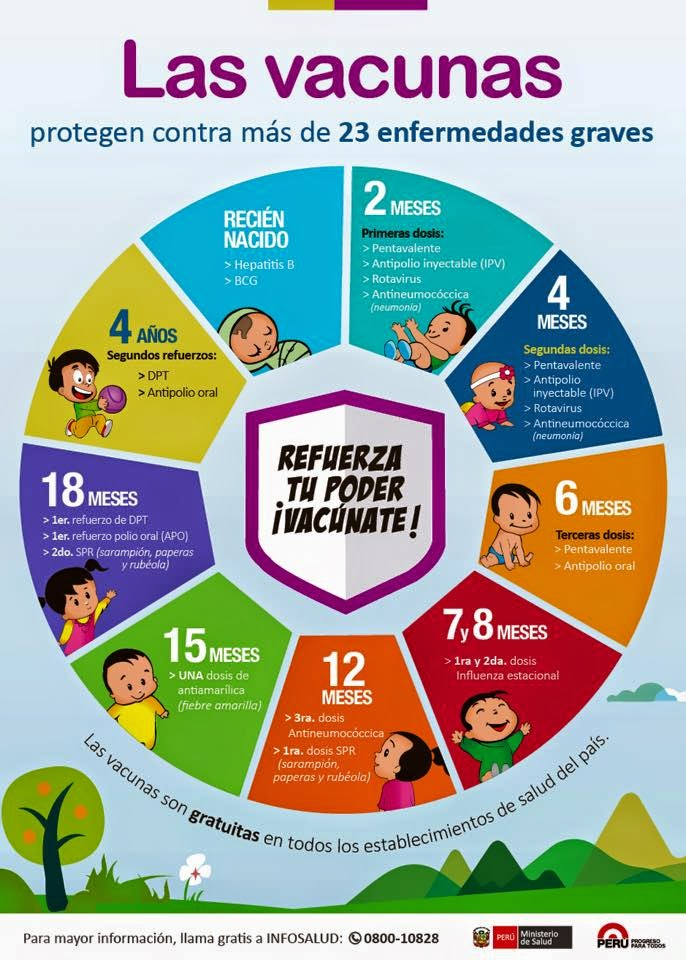 Las vacunas
protegen contra más de 23 enfermedades graves
RECIÉN
NACIDO
> Hepatitis B
> BCG
2 MESES
Primeras dosis:
> Pentavalente
> Antipolio inyectable (IPV)
> Rotavirus
> Antineumocóccica
(neumonía)
4
MESES
Segundas dosis:
> Pentavalente
> Antipolio
inyectable (IPV)
> Rotavirus
> Antineumocóccica
(neumonía)
6 MESES
Terceras dosis:
> Pentavalente
> Antipolio oral
7y 8 MESES
> 1ra y 2da. dosis
Influenza estacional
12
MESES
> 3ra. dosis
Antineumocóccica
> 1ra. dosis SPR
(sarampión,
paperas y rubéola)
15 MESES
> UNA dosis de
antiamarílica
(fiebre amarilla)
18 MESES
> 1er. refuerzo de DPT
> 1er. refuerzo polio oral (APO)
> 2do. SPR (sarampión, paperas
y rubéola)
4 AÑOS
Segundos refuerzos:
> DPT
> Antipolio oral
REFUERZA
TU PODER
¡VACÚNATE!
Las vacunas son gratuitas en todos los establecimientos de salud del país.
Para mayor información, llama gratis a INFOSALUD: 0800-10828
PERÚ
Ministerio
de Salud
PERÚ
PROGRESO
PARA TODOS